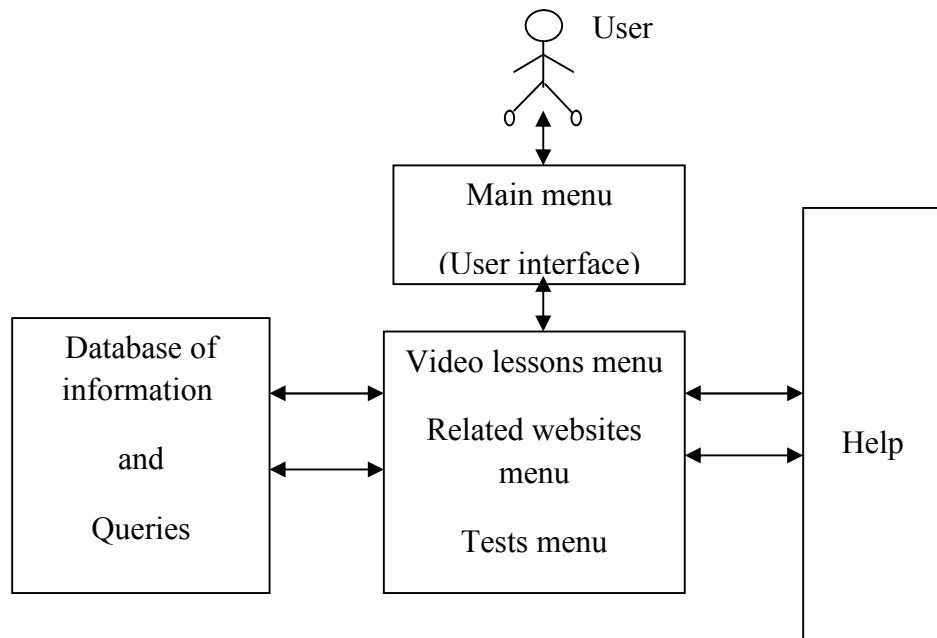 User
Main menu
(User interface)
Database of
information
and
Queries
Video lessons menu
Related websites
menu
Tests menu
Help